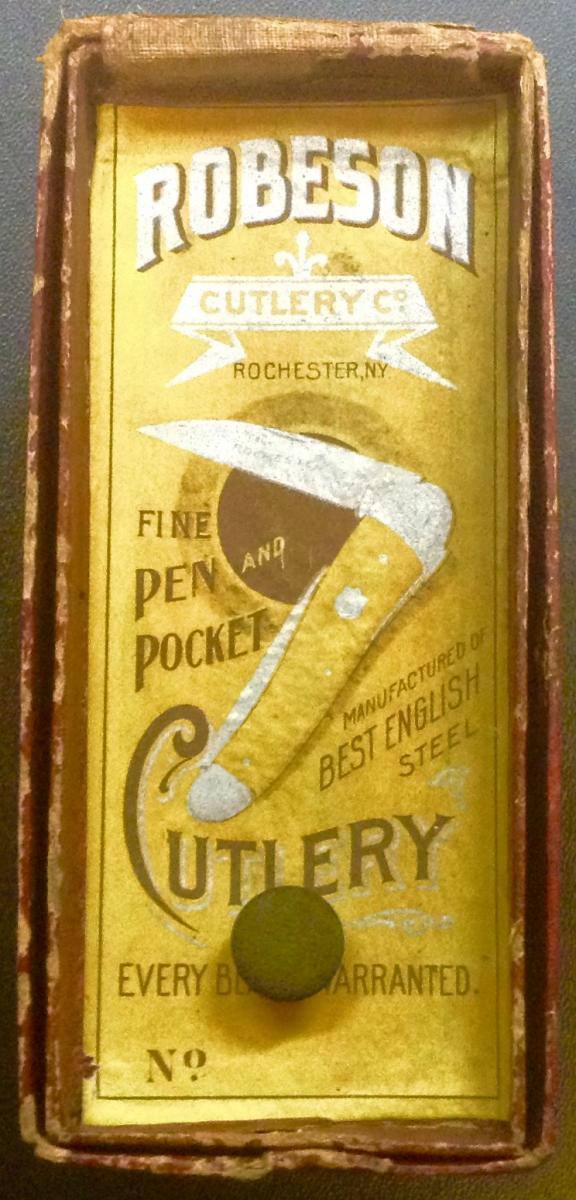 ROBESON
CUTLERY Cº
ROCHESTER, NY.
FINE
PEN AND
POCKET
CUTLERY
MANUFACTURED OF
BEST ENGLISH
STEEL
EVERY WARRANTED.
Nº